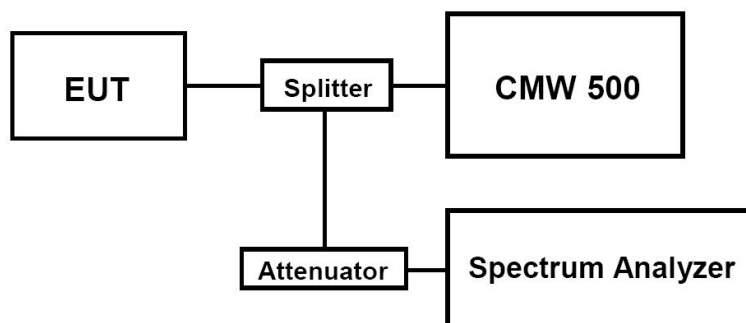 EUT
Splitter
CMW 500
Attenuator
Spectrum Analyzer